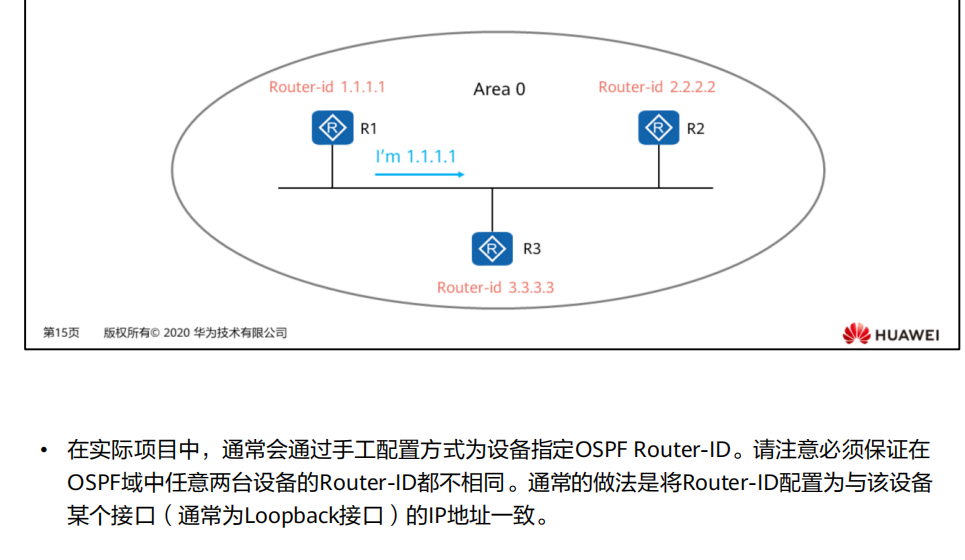 Router-id 1.1.1.1
Area 0
Router-id 2.2.2.2
R
R1
R
R2
I'm 1.1.1.1
R
R3
Router-id 3.3.3.3
第15页 版权所有© 2020 华为技术有限公司
HUAWEI
• 在实际项目中，通常会通过手工配置方式为设备指定OSPF Router-ID。请注意必须保证在
OSPF域中任意两台设备的Router-ID都不相同。通常的做法是将Router-ID配置为与该设备
某个接口（通常为Loopback接口）的IP地址一致。